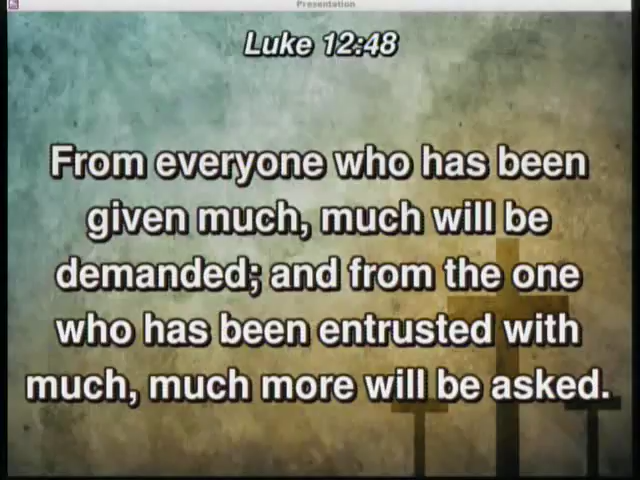 Presentation
Luke 12:48
From everyone who has been
given much, much will be
demanded; and from the one
who has been entrusted with
much, much more will be asked.